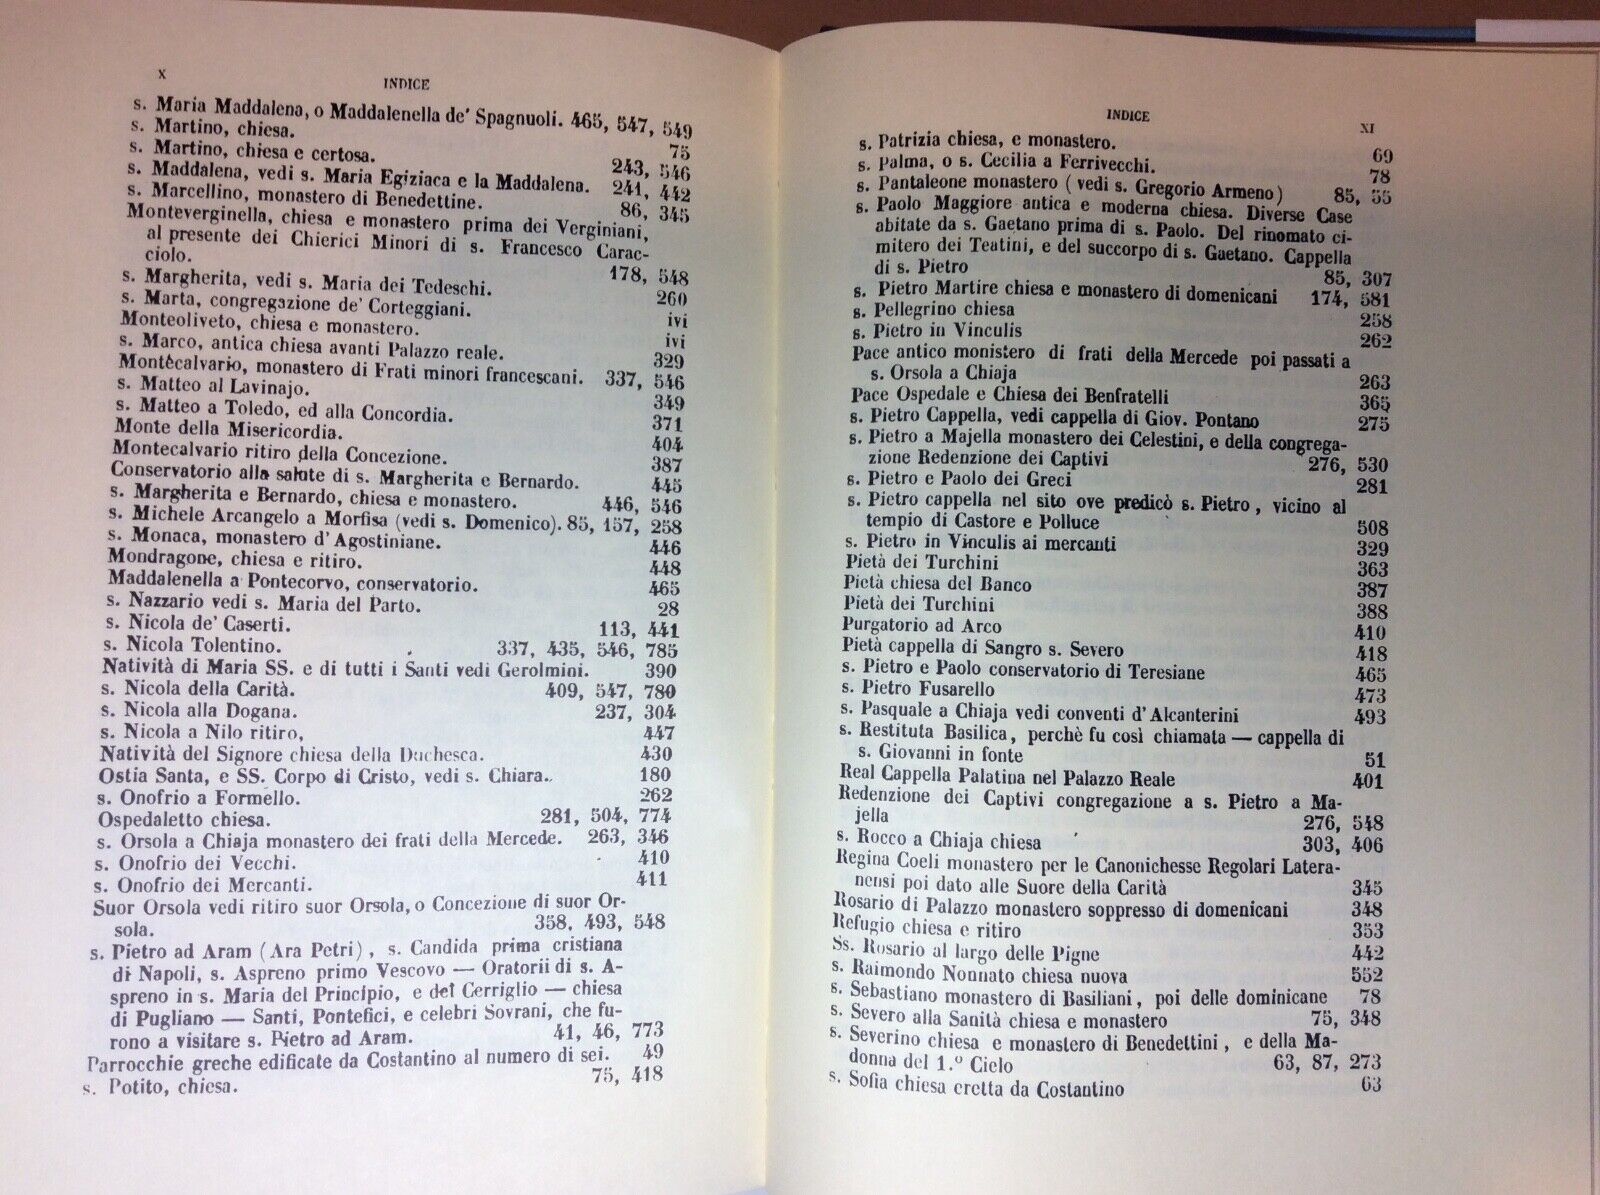 X
INDICE
s. Maria Maddalena, o Maddalenella de' Spagnuoli. 465, 547, 549
s. Martino, chiesa. 75
s. Martino, chiesa e certosa. 243, 546
s. Maddalena, vedi s. Maria Egiziaca e la Maddalena. 241, 442
s. Marcellino, monastero di Benedettine. 86, 345
Monteverginella, chiesa e monastero prima dei Verginiani,
al presente dei Chierici Minori di s. Francesco Carac-
ciolo. 178, 548
s. Margherita, vedi s. Maria dei Tedeschi. 260
s. Marta, congregazione de' Corteggiani. ivi
Monteoliveto, chiesa e monastero. ivi
s. Marco, antica chiesa avanti Palazzo reale. 329
Montecalvario, monastero di Frati minori francescani. 337, 546
s. Matteo al Lavinajo. 349
s. Matteo a Toledo, ed alla Concordia. 371
Monte della Misericordia. 404
Montecalvario ritiro della Concezione. 387
Conservatorio alla salute di s. Margherita e Bernardo. 445
s. Margherita e Bernardo, chiesa e monastero. 446, 546
s. Michele Arcangelo a Morfisa (vedi s. Domenico). 85, 157, 258
s. Monaca, monastero d'Agostiniane. 446
Mondragone, chiesa e ritiro. 448
Maddalenella a Pontecorvo, conservatorio. 465
s. Nazzario vedi s. Maria del Parto. 28
s. Nicola de' Caserti. 113, 441
s. Nicola Tolentino. 337, 435, 546, 785
Natività di Maria SS. e di tutti i Santi vedi Gerolmini. 390
s. Nicola della Carità. 409, 547, 780
s. Nicola alla Dogana. 237, 304
s. Nicola a Nilo ritiro, 447
Natività del Signore chiesa della Duchesca. 430
Ostia Santa, e SS. Corpo di Cristo, vedi s. Chiara. 180
s. Onofrio a Formello. 262
Ospedaletto chiesa. 281, 504, 774
s. Orsola a Chiaja monastero dei frati della Mercede. 263, 346
s. Onofrio dei Vecchi. 410
s. Onofrio dei Mercanti. 411
Suor Orsola vedi ritiro suor Orsola, o Concezione di suor Or-
sola. 358, 493, 548
s. Pietro ad Aram (Ara Petri), s. Candida prima cristiana
di Napoli, s. Aspreno primo Vescovo — Oratorii di s. A-
spreno in s. Maria del Principio, e del Cerriglio — chiesa
di Pugliano — Santi, Pontefici, e celebri Sovrani, che fu-
rono a visitare s. Pietro ad Aram. 41, 46, 773
Parrocchie greche edificate da Costantino al numero di sei. 49
s. Potito, chiesa. 75, 418
INDICE
XI
s. Patrizia chiesa, e monastero. 69
s. Palma, o s. Cecilia a Ferrivecchi. 78
s. Pantaleone monastero (vedi s. Gregorio Armeno) 85, 55
s. Paolo Maggiore antica e moderna chiesa. Diverse Case
abitate da s. Gaetano prima di s. Paolo. Del rinomato ci-
mitero dei Teatini, e del succorpo di s. Gaetano. Cappella
di s. Pietro 85, 307
s. Pietro Martire chiesa e monastero di domenicani 174, 581
s. Pellegrino chiesa 258
s. Pietro in Vinculis 262
Pace antico monistero di frati della Mercede poi passati a
s. Orsola a Chiaja 263
Pace Ospedale e Chiesa dei Benfratelli 365
s. Pietro Cappella, vedi cappella di Giov. Pontano 275
s. Pietro a Majella monastero dei Celestini, e della congrega-
zione Redenzione dei Captivi 276, 530
s. Pietro e Paolo dei Greci 281
s. Pietro cappella nel sito ove predicò s. Pietro, vicino al
tempio di Castore e Polluce 508
s. Pietro in Vinculis ai mercanti 329
Pietà dei Turchini 363
Pietà chiesa del Banco 387
Pietà dei Turchini 388
Purgatorio ad Arco 410
Pietà cappella di Sangro s. Severo 418
s. Pietro e Paolo conservatorio di Teresiane 465
s. Pietro Fusarello 473
s. Pasquale a Chiaja vedi conventi d'Alcanterini 493
s. Restituta Basilica, perchè fu così chiamata — cappella di
s. Giovanni in fonte 51
Real Cappella Palatina nel Palazzo Reale 401
Redenzione dei Captivi congregazione a s. Pietro a Ma-
jella 276, 548
s. Rocco a Chiaja chiesa 303, 406
Regina Coeli monastero per le Canonichesse Regolari Latera-
nensi poi dato alle Suore della Carità 345
Rosario di Palazzo monastero soppresso di domenicani 348
Refugio chiesa e ritiro 353
Ss. Rosario al largo delle Pigne 442
s. Raimondo Nonnato chiesa nuova 552
s. Sebastiano monastero di Basiliani, poi delle dominicane 78
s. Severo alla Sanità chiesa e monastero 75, 348
s. Severino chiesa e monastero di Benedettini, e della Ma-
donna del 1.° Cielo 63, 87, 273
s. Sofia chiesa eretta da Costantino 63